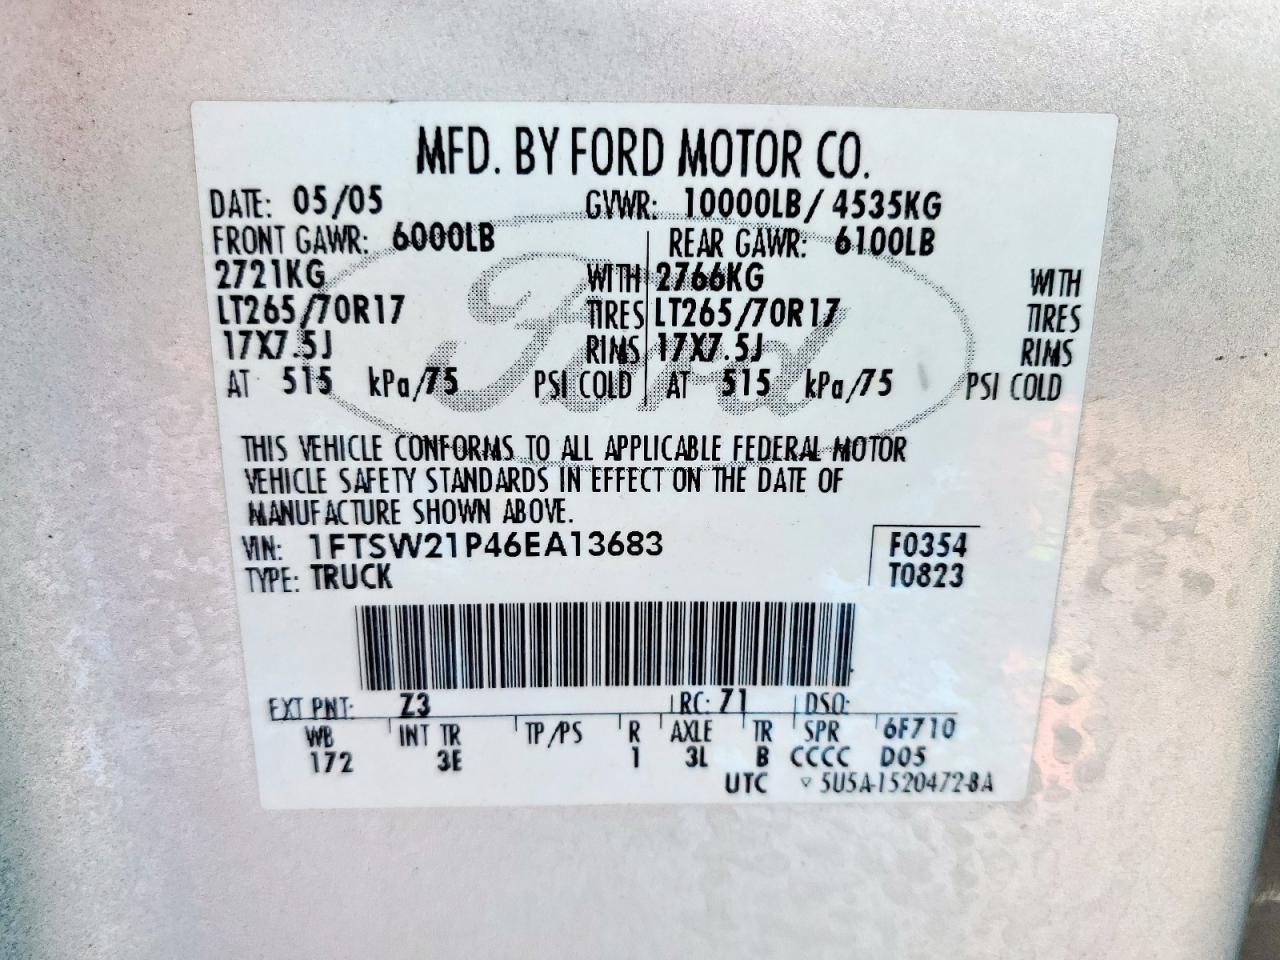 MFD. BY FORD MOTOR CO.
DATE: 05/05 GVWR: 10000LB/ 4535KG
FRONT GAWR: 6000LB REAR GAWR: 6100LB
2721KG WITH 2766KG WITH
LT265/70R17 TIRES LT265/70R17 TIRES
17X7.5J RIMS 17X7.5J RIMS
AT 515 kPa/75 PSI COLD AT 515 kPa/75 PSI COLD
Ford
THIS VEHICLE CONFORMS TO ALL APPLICABLE FEDERAL MOTOR
VEHICLE SAFETY STANDARDS IN EFFECT ON THE DATE OF
MANUFACTURE SHOWN ABOVE.
VIN: 1FTSW21P46EA13683 F0354
TYPE: TRUCK T0823
EXT PNT: Z3 RC: 71 DSO:
WB INT TR TP/PS R AXLE TR SPR 6F710
172 3E 1 3L B CCCC D05
UTC ▽ 5U5A-1520472-BA